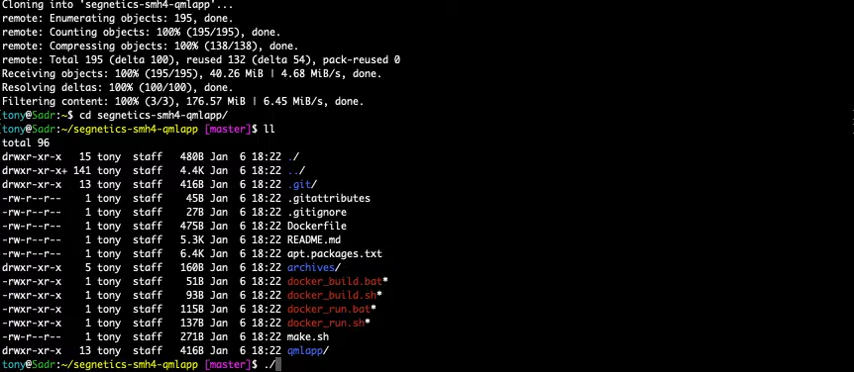 Cloning into 'segnetics-smh4-qmlapp'...
remote: Enumerating objects: 195, done.
remote: Counting objects: 100% (195/195), done.
remote: Compressing objects: 100% (138/138), done.
remote: Total 195 (delta 100), reused 132 (delta 54), pack-reused 0
Receiving objects: 100% (195/195), 40.26 MiB | 4.68 MiB/s, done.
Resolving deltas: 100% (100/100), done.
Filtering content: 100% (3/3), 176.57 MiB | 6.45 MiB/s, done.
[tony@Sadr:~$ cd segnetics-smh4-qmlapp/
[tony@Sadr:~/segnetics-smh4-qmlapp [master]$ ll
total 96
drwxr-xr-x   15 tony  staff   480B Jan  6 18:22 ./
drwxr-xr-x+ 141 tony  staff   4.4K Jan  6 18:22 ../
drwxr-xr-x   13 tony  staff   416B Jan  6 18:22 .git/
-rw-r--r--    1 tony  staff    45B Jan  6 18:22 .gitattributes
-rw-r--r--    1 tony  staff    27B Jan  6 18:22 .gitignore
-rw-r--r--    1 tony  staff   475B Jan  6 18:22 Dockerfile
-rw-r--r--    1 tony  staff   5.3K Jan  6 18:22 README.md
-rw-r--r--    1 tony  staff   6.4K Jan  6 18:22 apt.packages.txt
drwxr-xr-x    5 tony  staff   160B Jan  6 18:22 archives/
-rwxr-xr-x    1 tony  staff    51B Jan  6 18:22 docker_build.bat*
-rwxr-xr-x    1 tony  staff    93B Jan  6 18:22 docker_build.sh*
-rwxr-xr-x    1 tony  staff   115B Jan  6 18:22 docker_run.bat*
-rwxr-xr-x    1 tony  staff   137B Jan  6 18:22 docker_run.sh*
-rw-r--r--    1 tony  staff   271B Jan  6 18:22 make.sh
drwxr-xr-x   13 tony  staff   416B Jan  6 18:22 qmlapp/
tony@Sadr:~/segnetics-smh4-qmlapp [master]$ ./